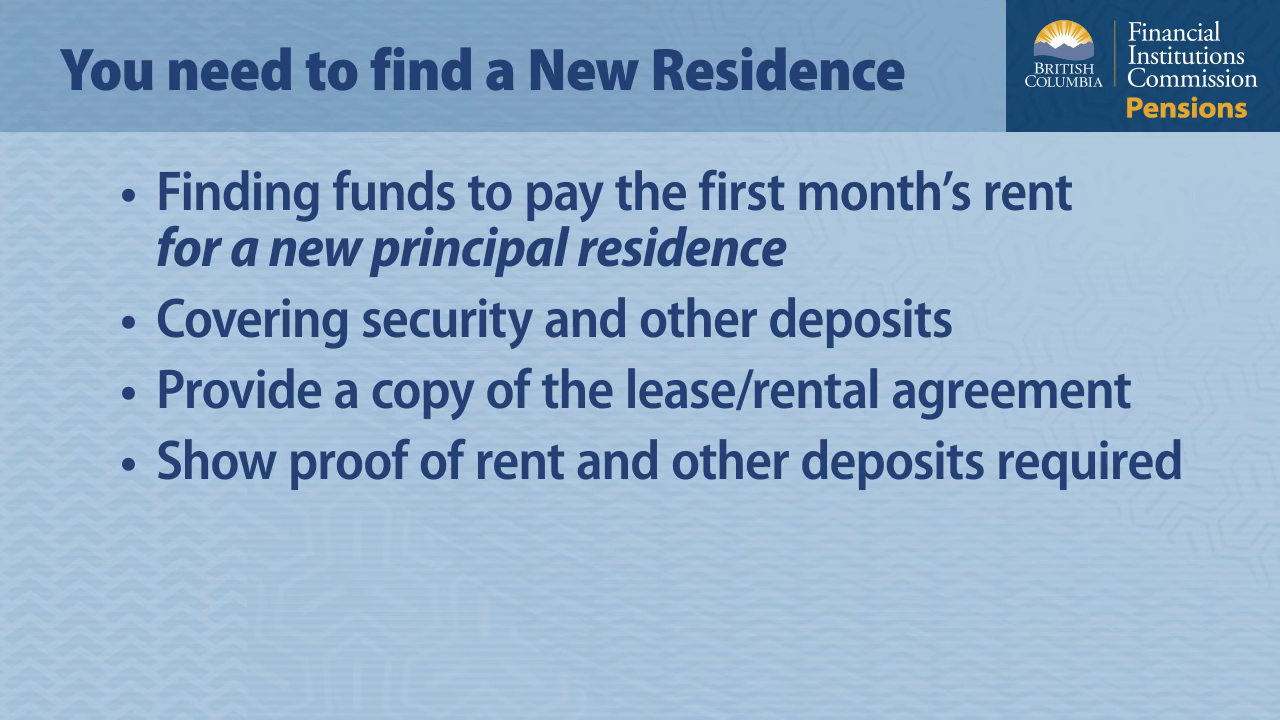 You need to find a New Residence
BRITISH
COLUMBIA
Financial
Institutions
Commission
Pensions
• Finding funds to pay the first month’s rent
for a new principal residence
• Covering security and other deposits
• Provide a copy of the lease/rental agreement
• Show proof of rent and other deposits required